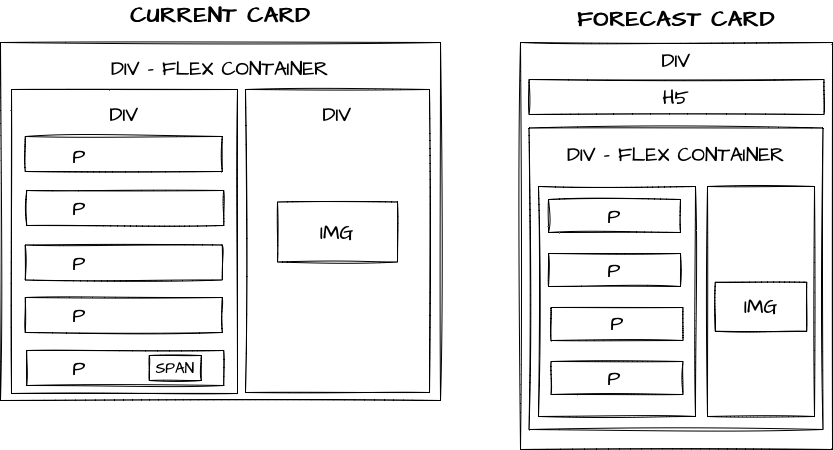 CURRENT CARD
DIV - FLEX CONTAINER
DIV
P
P
P
P
P
SPAN
DIV
IMG
FORECAST CARD
DIV
H5
DIV - FLEX CONTAINER
P
P
P
P
IMG